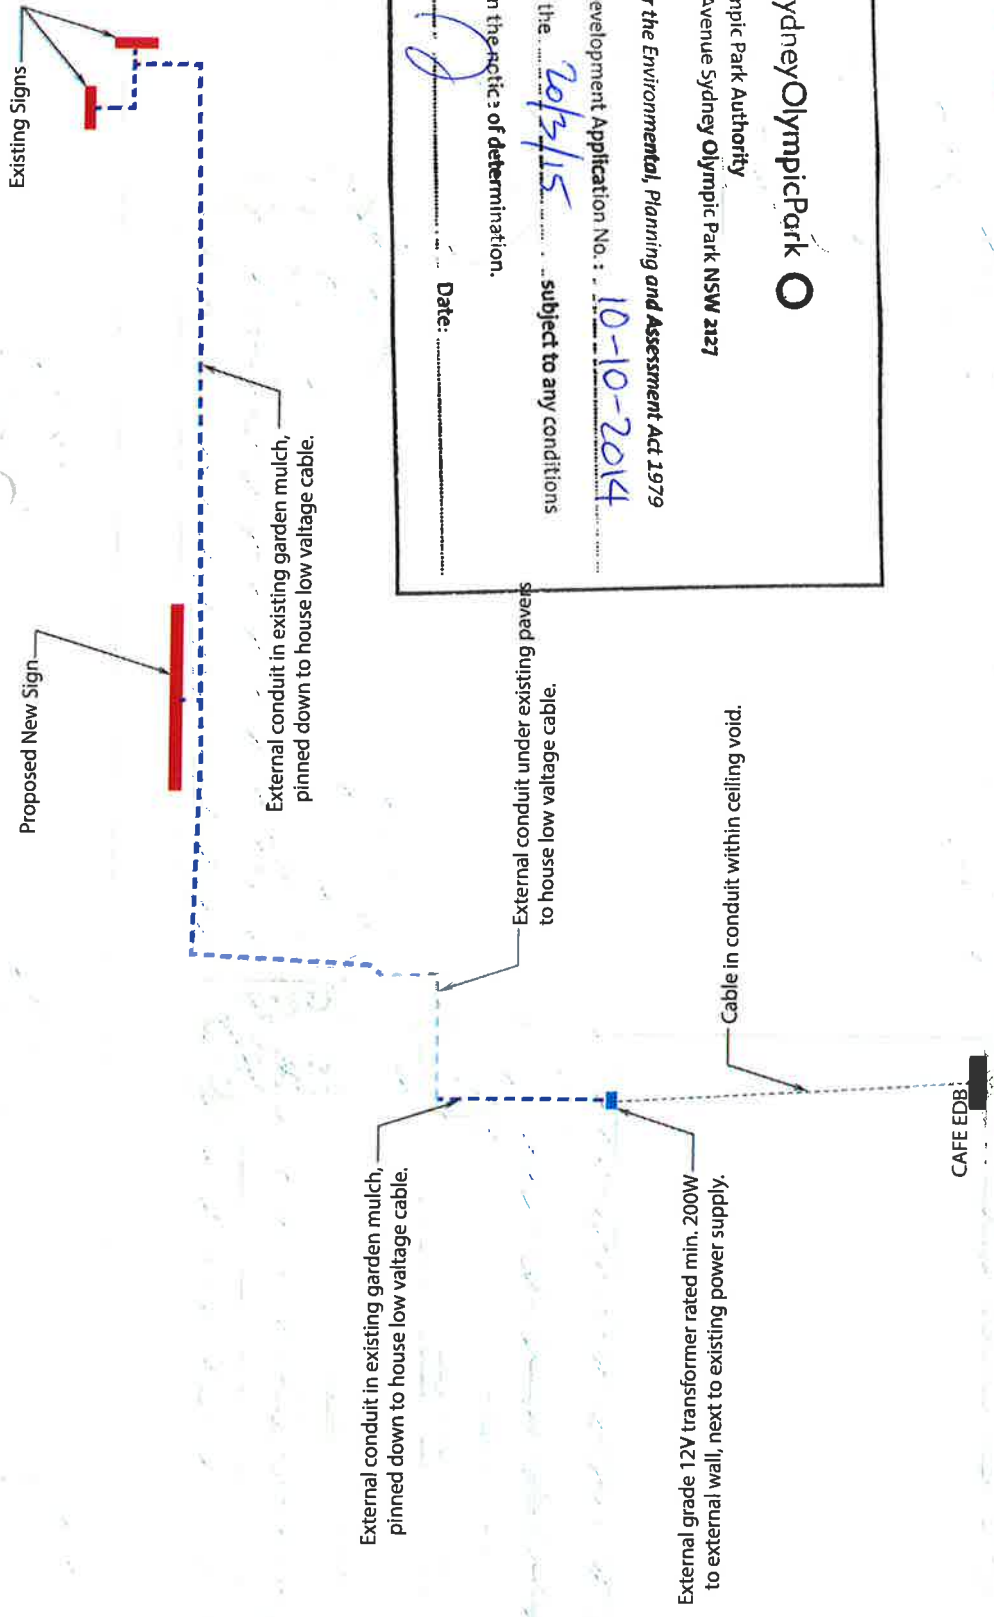 Existing Signs
Proposed New Sign
External conduit in existing garden mulch,
pinned down to house low valtage cable.
External conduit under existing pavers
to house low valtage cable.
External conduit in existing garden mulch,
pinned down to house low valtage cable.
Cable in conduit within ceiling void.
External grade 12V transformer rated min. 200W
to external wall, next to existing power supply.
CAFE EDB
ydneyOlympicPark
mpic Park Authority
Avenue Sydney Olympic Park NSW 2127
r the Environmental, Planning and Assessment Act 1979
evelopment Application No.: 10-10-2014
the 20/3/15 subject to any conditions
n the notice of determination.
Date: